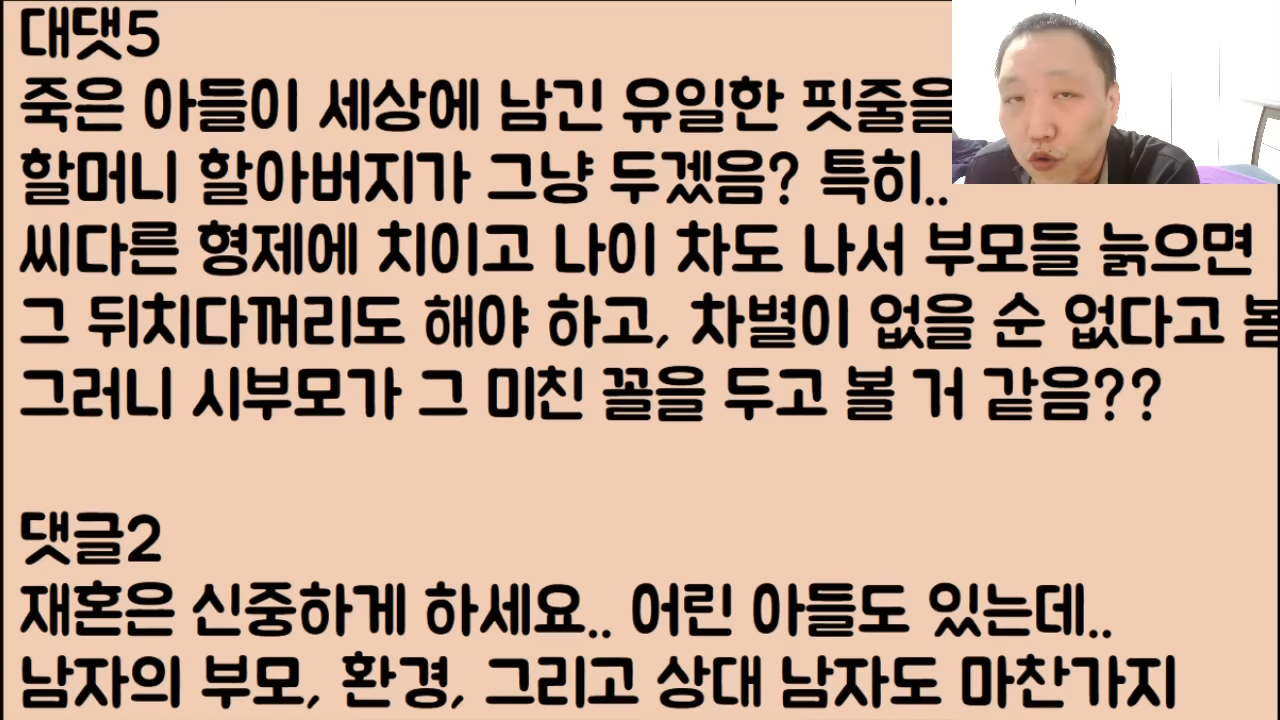 대댓5
죽은 아들이 세상에 남긴 유일한 핏줄을
할머니 할아버지가 그냥 두겠음? 특히..
씨다른 형제에 치이고 나이 차도 나서 부모들 늙으면
그 뒤치다꺼리도 해야 하고, 차별이 없을 순 없다고 봄
그러니 시부모가 그 미친 꼴을 두고 볼 거 같음??
댓글2
재혼은 신중하게 하세요.. 어린 아들도 있는데..
남자의 부모, 환경, 그리고 상대 남자도 마찬가지